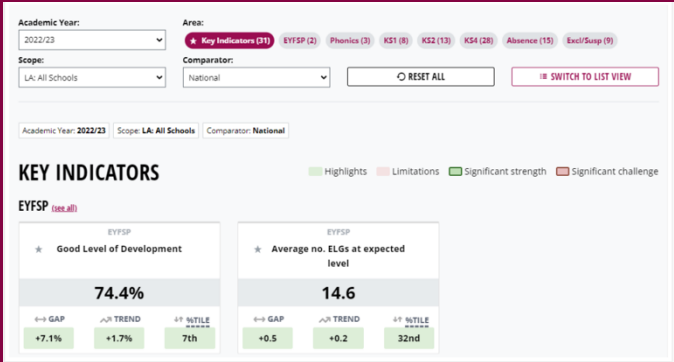 Academic Year: Area:
2022/23 ★ Key Indicators (31) EYFSP (2) Phonics (3) KS1 (8) KS2 (13) KS4 (28) Absence (15) Excl/Susp (9)
Scope: Comparator:
LA: All Schools National RESET ALL SWITCH TO LIST VIEW
Academic Year: 2022/23 Scope: LA: All Schools Comparator: National
KEY INDICATORS Highlights Limitations Significant strength Significant challenge
EYFSP (see all)
EYFSP
★ Good Level of Development
74.4%
↔ GAP TREND ↓↑ %TILE
+7.1% +1.7% 7th
EYFSP
★ Average no. ELGs at expected
level
14.6
↔ GAP TREND ↓↑ %TILE
+0.5 +0.2 32nd